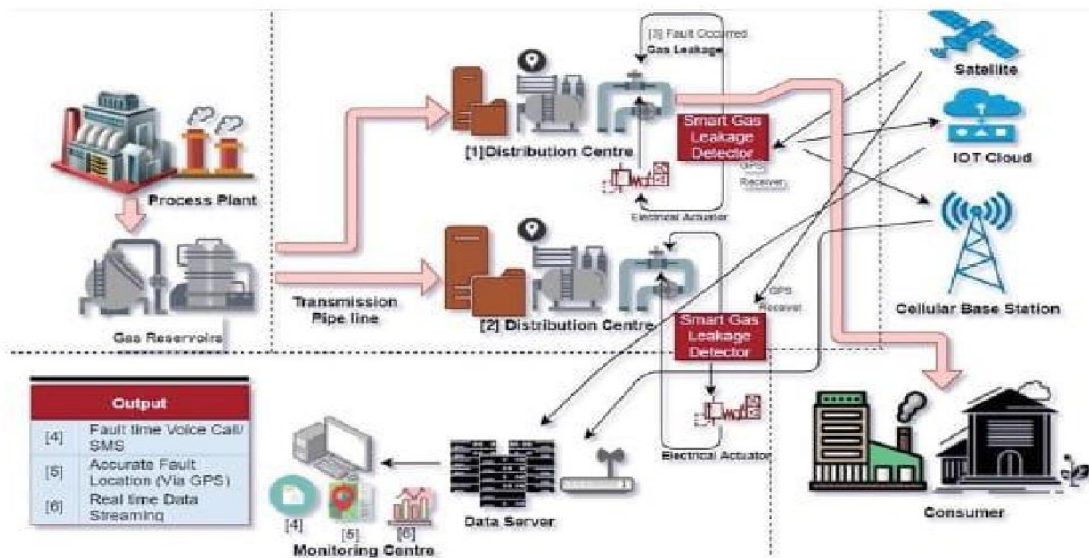 [3] Fault Occurred
Gas Leakage
Satellite
Smart Gas
Leakage
Detector
[1]Distribution Centre
GPS
Receiver
IOT Cloud
Process Plant
Electrical Actuator
Transmission
Pipe line
GPS
Receiver
Cellular Base Station
[2] Distribution Centre
Smart Gas
Leakage
Detector
Gas Reservoirs
Output
[4] Fault time Voice Call/
SMS
[5] Accurate Fault
Location (Via GPS)
[6] Real time Data
Streaming
Electrical Actuator
[4]
[5]
[6]
Data Server
Monitoring Centre
Consumer